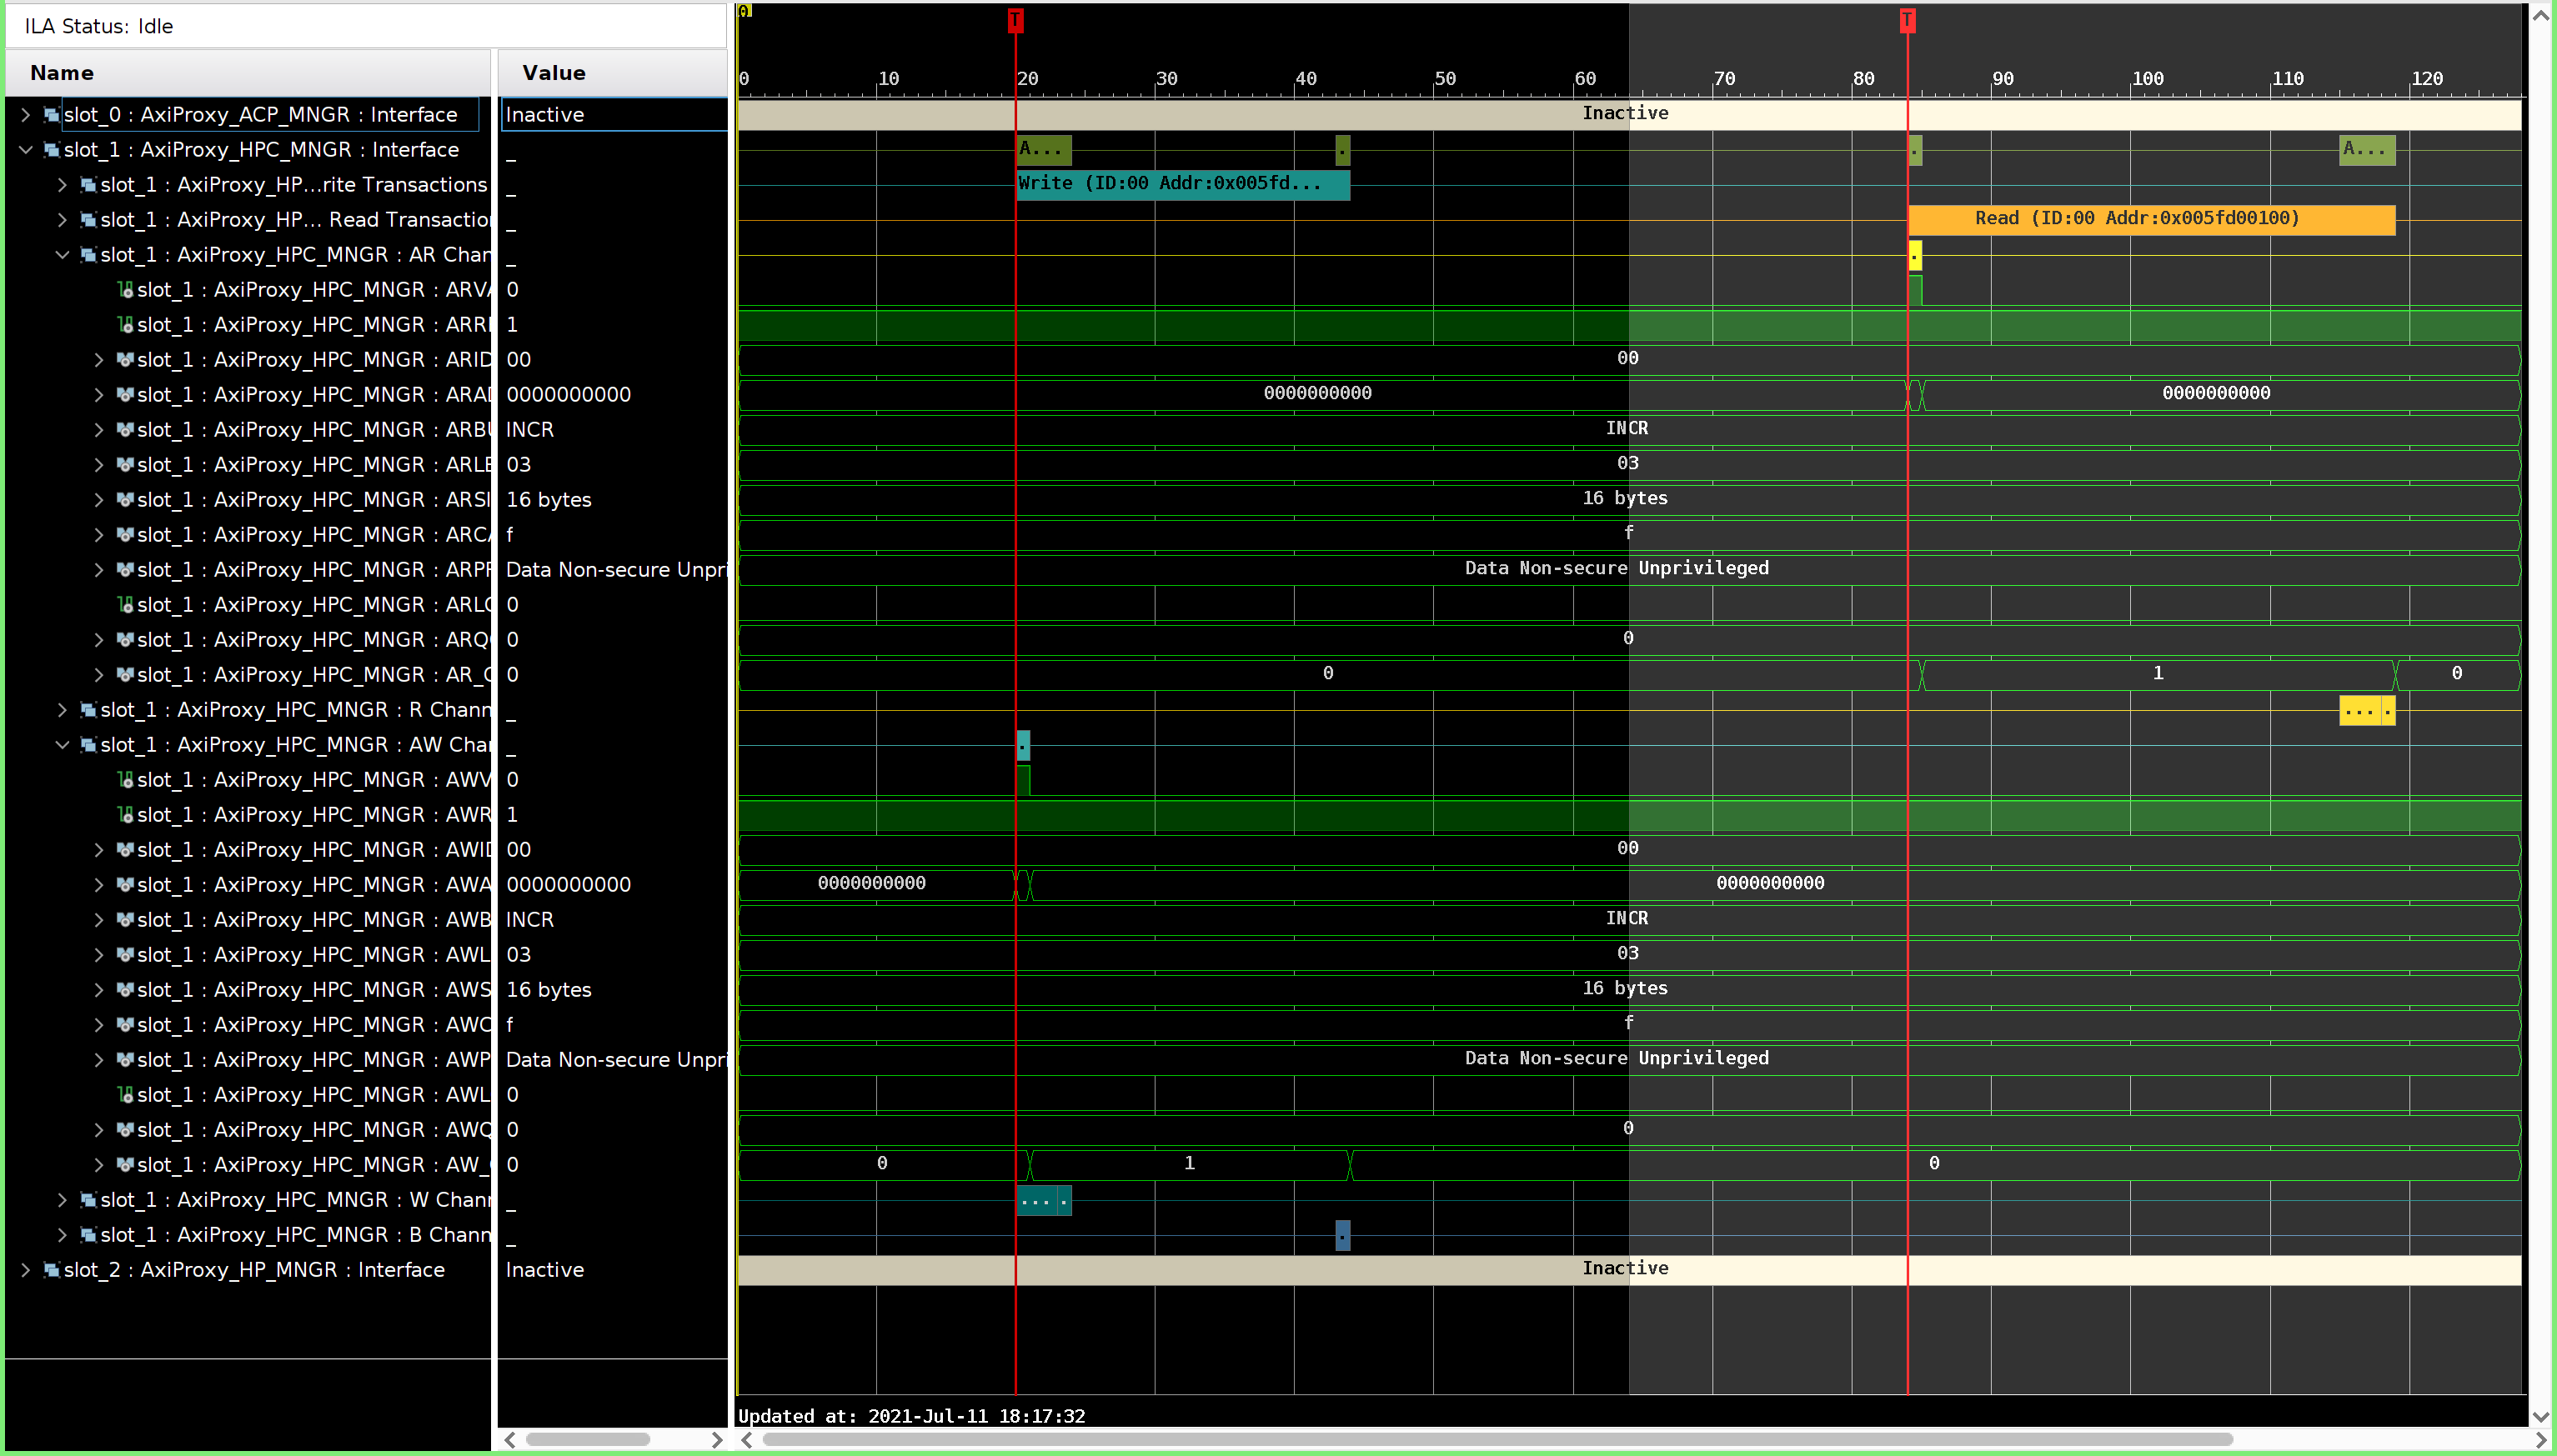 ILA Status: Idle
Name Value
0
T T
0 10 20 30 40 50 60 70 80 90 100 110 120
slot_0 : AxiProxy_ACP_MNGR : Interface Inactive Inactive
slot_1 : AxiProxy_HPC_MNGR : Interface _ A... . . A...
slot_1 : AxiProxy_HP...rite Transactions _ Write (ID:00 Addr:0x005fd...
slot_1 : AxiProxy_HP... Read Transactio _ Read (ID:00 Addr:0x005fd00100)
slot_1 : AxiProxy_HPC_MNGR : AR Chan _ .
slot_1 : AxiProxy_HPC_MNGR : ARVA 0
slot_1 : AxiProxy_HPC_MNGR : ARRE 1
slot_1 : AxiProxy_HPC_MNGR : ARID 00 00
slot_1 : AxiProxy_HPC_MNGR : ARAD 0000000000 0000000000 0000000000
slot_1 : AxiProxy_HPC_MNGR : ARBU INCR INCR
slot_1 : AxiProxy_HPC_MNGR : ARLE 03 03
slot_1 : AxiProxy_HPC_MNGR : ARSI 16 bytes 16 bytes
slot_1 : AxiProxy_HPC_MNGR : ARCA f f
slot_1 : AxiProxy_HPC_MNGR : ARPR Data Non-secure Unpri Data Non-secure Unprivileged
slot_1 : AxiProxy_HPC_MNGR : ARLO 0
slot_1 : AxiProxy_HPC_MNGR : ARQ 0 0
slot_1 : AxiProxy_HPC_MNGR : AR_C 0 0 1 0
slot_1 : AxiProxy_HPC_MNGR : R Chann _ ... .
slot_1 : AxiProxy_HPC_MNGR : AW Cha _ .
slot_1 : AxiProxy_HPC_MNGR : AWV 0
slot_1 : AxiProxy_HPC_MNGR : AWR 1
slot_1 : AxiProxy_HPC_MNGR : AWID 00 00
slot_1 : AxiProxy_HPC_MNGR : AWA 0000000000 0000000000 0000000000
slot_1 : AxiProxy_HPC_MNGR : AWB INCR INCR
slot_1 : AxiProxy_HPC_MNGR : AWL 03 03
slot_1 : AxiProxy_HPC_MNGR : AWS 16 bytes 16 bytes
slot_1 : AxiProxy_HPC_MNGR : AWC f f
slot_1 : AxiProxy_HPC_MNGR : AWP Data Non-secure Unpri Data Non-secure Unprivileged
slot_1 : AxiProxy_HPC_MNGR : AWL 0
slot_1 : AxiProxy_HPC_MNGR : AWQ 0 0
slot_1 : AxiProxy_HPC_MNGR : AW_ 0 0 1 0
slot_1 : AxiProxy_HPC_MNGR : W Chann _ ... .
slot_1 : AxiProxy_HPC_MNGR : B Chann _ .
slot_2 : AxiProxy_HP_MNGR : Interface Inactive Inactive
Updated at: 2021-Jul-11 18:17:32